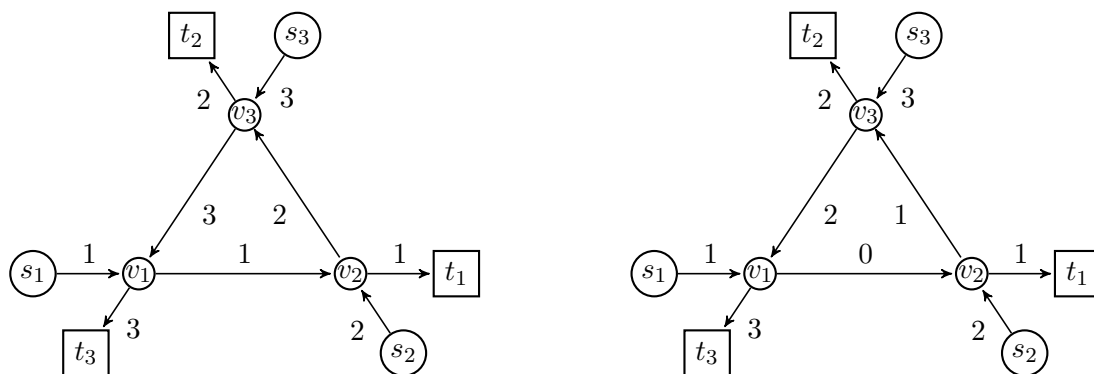 t₂ s₃ t₂ s₃
2 3 2 3
v₃ v₃
3 2 2 1
s₁ 1 v₁ 1 v₂ 1 t₁ s₁ 1 v₁ 0 v₂ 1 t₁
3 2 3 2
t₃ s₂ t₃ s₂